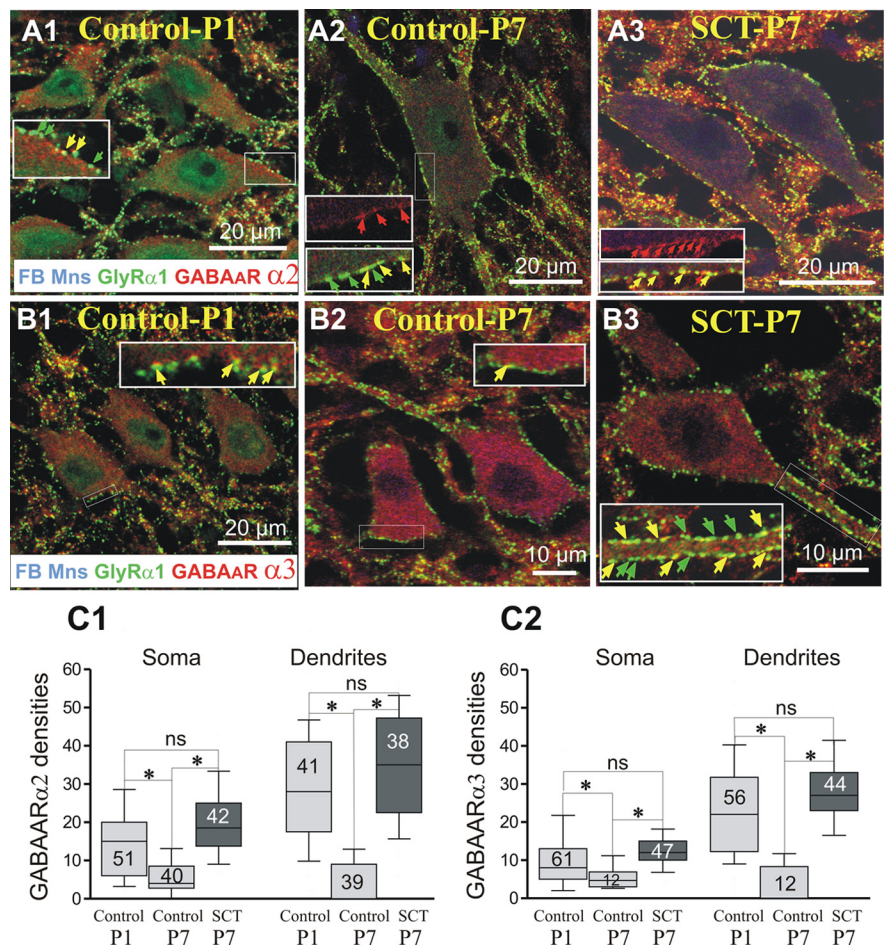 A1 Control-P1
20 µm
FB Mns GlyRα1 GABAAR α2
A2 Control-P7
20 µm
A3 SCT-P7
20 µm
B1 Control-P1
20 µm
FB Mns GlyRα1 GABAAR α3
B2 Control-P7
10 µm
B3 SCT-P7
10 µm
C1
Soma Dendrites
GABAARα2 densities
60
50
40
30
20
10
0
ns
* *
ns
* *
51 40 42 41 39 38
Control Control SCT Control Control SCT
P1 P7 P7 P1 P7 P7
C2
Soma Dendrites
GABAARα3 densities
60
50
40
30
20
10
0
ns
* *
ns
* *
61 12 47 56 12 44
Control Control SCT Control Control SCT
P1 P7 P7 P1 P7 P7